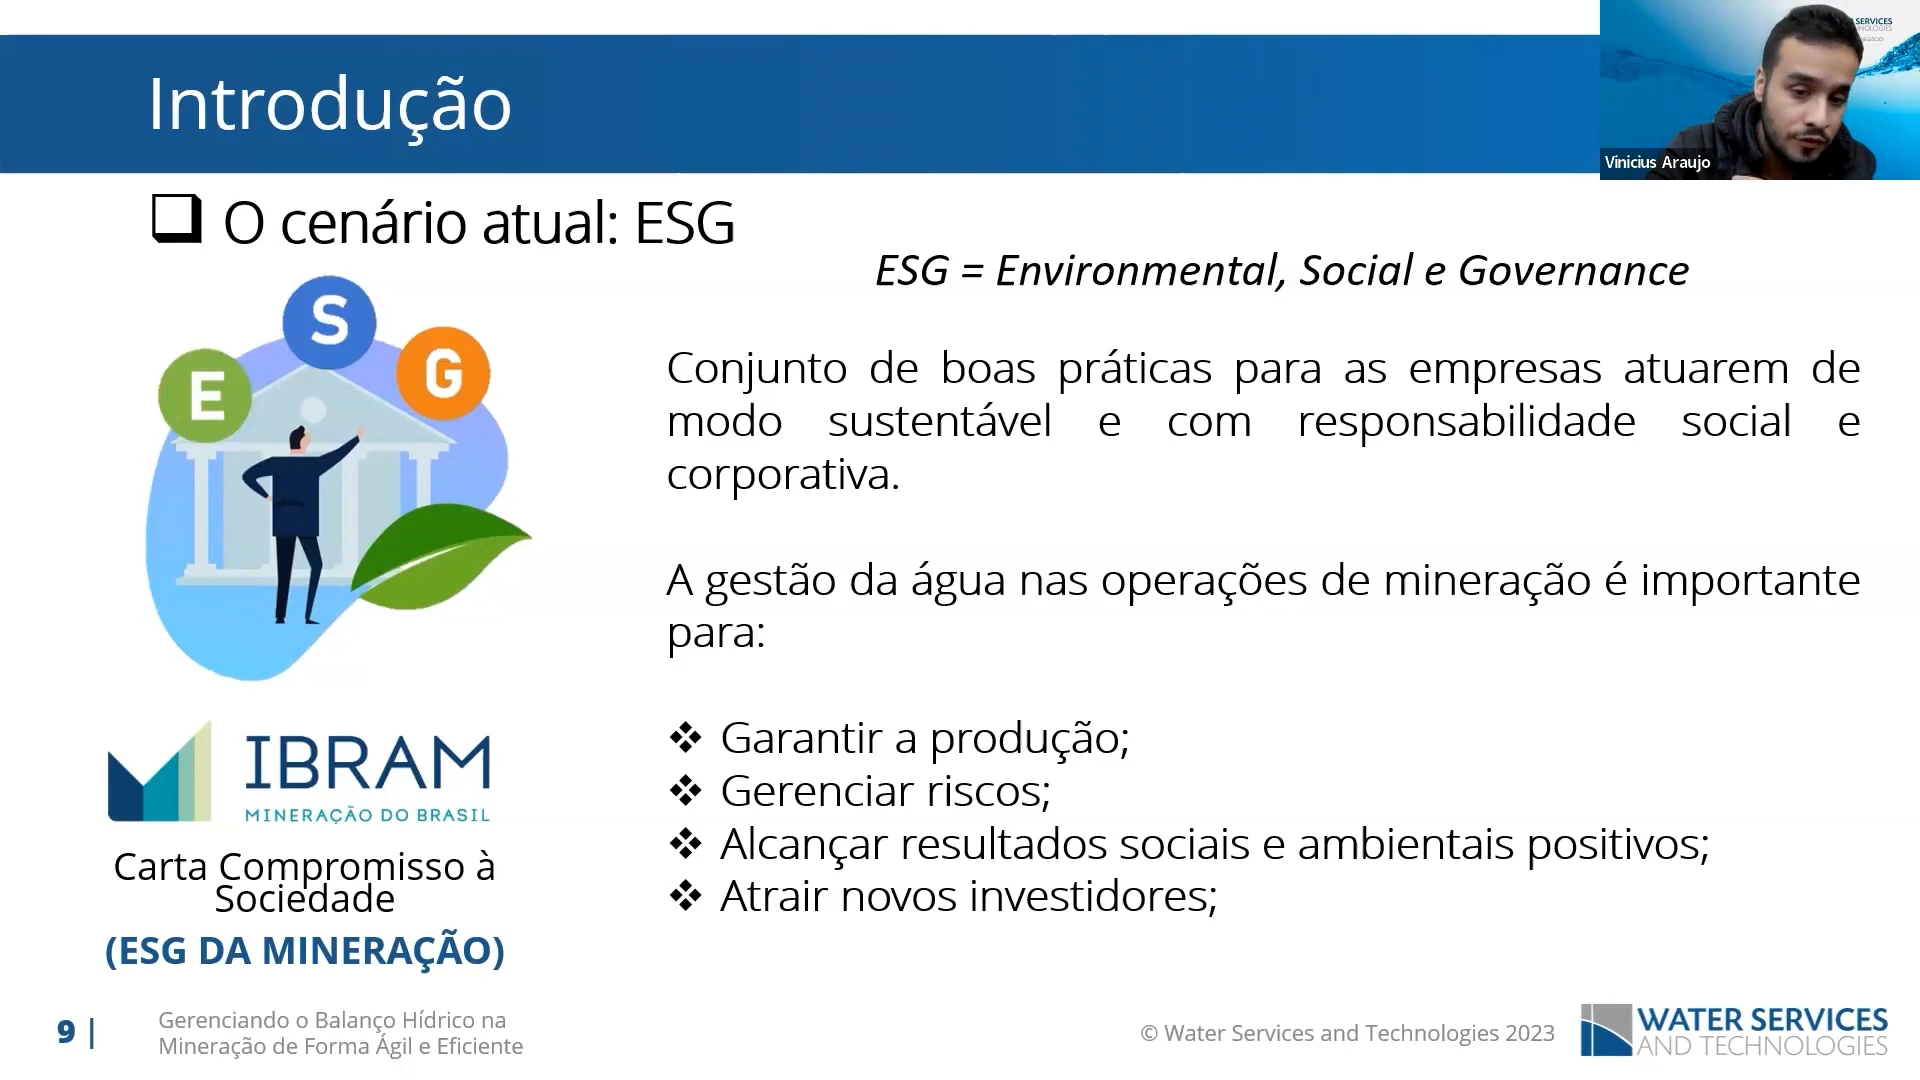 Introdução
SERVICES
Vinicius Araujo
O cenário atual: ESG
ESG = Environmental, Social e Governance
E
S
G
Conjunto de boas práticas para as empresas atuarem de
modo sustentável e com responsabilidade social e
corporativa.
A gestão da água nas operações de mineração é importante
para:
Garantir a produção;
Gerenciar riscos;
Alcançar resultados sociais e ambientais positivos;
Atrair novos investidores;
IBRAM
MINERAÇÃO DO BRASIL
Carta Compromisso à
Sociedade
(ESG DA MINERAÇÃO)
9 |
Gerenciando o Balanço Hídrico na
Mineração de Forma Ágil e Eficiente
© Water Services and Technologies 2023
WATER SERVICES
AND TECHNOLOGIES